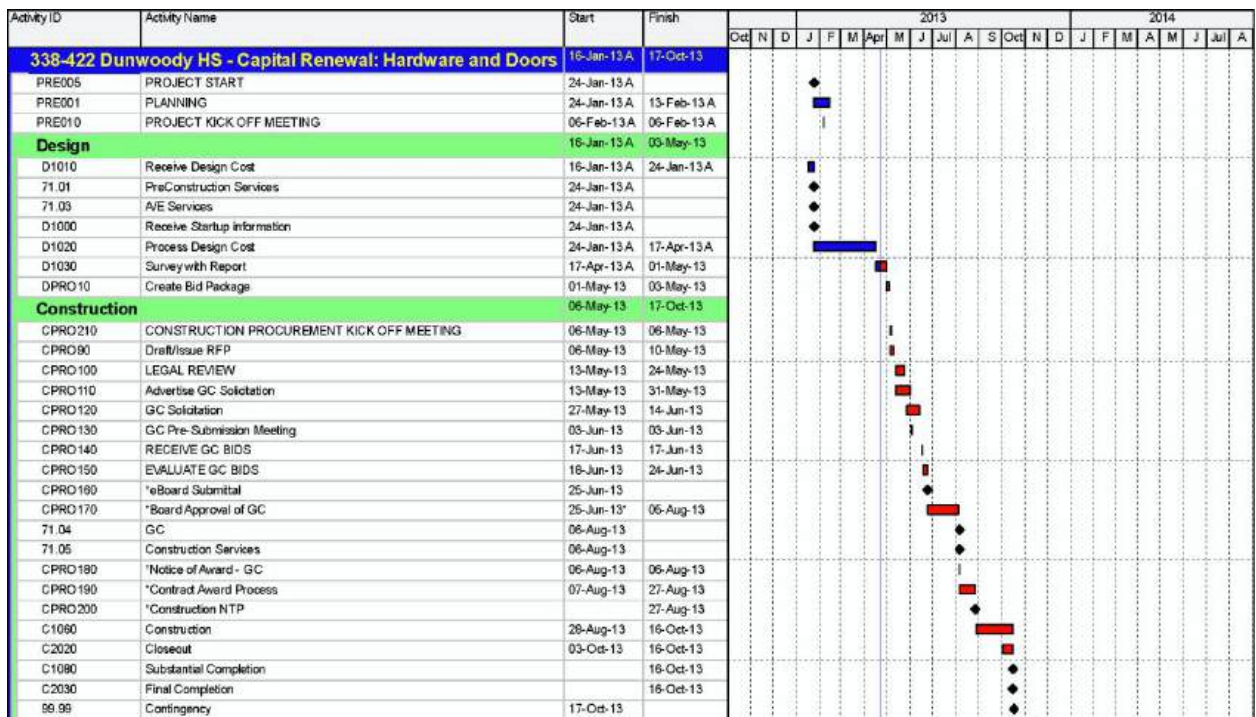 Activity ID Activity Name Start Finish 2013 2014
Oct N D J F M Apr M J Jul A S Oct N D J F M A M J Jul A
338-422 Dunwoody HS - Capital Renewal: Hardware and Doors 16-Jan-13 A 17-Oct-13
PRE005 PROJECT START 24-Jan-13 A
PRE001 PLANNING 24-Jan-13 A 13-Feb-13 A
PRE010 PROJECT KICK OFF MEETING 06-Feb-13 A 06-Feb-13 A
Design 16-Jan-13 A 03-May-13
D1010 Receive Design Cost 16-Jan-13 A 24-Jan-13 A
71.01 PreConstruction Services 24-Jan-13 A
71.03 A/E Services 24-Jan-13 A
D1000 Receive Startup information 24-Jan-13 A
D1020 Process Design Cost 24-Jan-13 A 17-Apr-13 A
D1030 Survey with Report 17-Apr-13 A 01-May-13
DPRO10 Create Bid Package 01-May-13 03-May-13
Construction 06-May-13 17-Oct-13
CPRO210 CONSTRUCTION PROCUREMENT KICK OFF MEETING 06-May-13 06-May-13
CPRO90 Draft/Issue RFP 06-May-13 10-May-13
CPRO100 LEGAL REVIEW 13-May-13 24-May-13
CPRO110 Advertise GC Solicitation 13-May-13 31-May-13
CPRO120 GC Solicitation 27-May-13 14-Jun-13
CPRO130 GC Pre-Submission Meeting 03-Jun-13 03-Jun-13
CPRO140 RECEIVE GC BIDS 17-Jun-13 17-Jun-13
CPRO150 EVALUATE GC BIDS 18-Jun-13 24-Jun-13
CPRO160 *eBoard Submittal 25-Jun-13
CPRO170 *Board Approval of GC 25-Jun-13* 05-Aug-13
71.04 GC 06-Aug-13
71.05 Construction Services 06-Aug-13
CPRO180 *Notice of Award - GC 06-Aug-13 06-Aug-13
CPRO190 *Contract Award Process 07-Aug-13 27-Aug-13
CPRO200 *Construction NTP 27-Aug-13
C1060 Construction 28-Aug-13 16-Oct-13
C2020 Closeout 03-Oct-13 16-Oct-13
C1080 Substantial Completion 16-Oct-13
C2030 Final Completion 16-Oct-13
99.99 Contingency 17-Oct-13